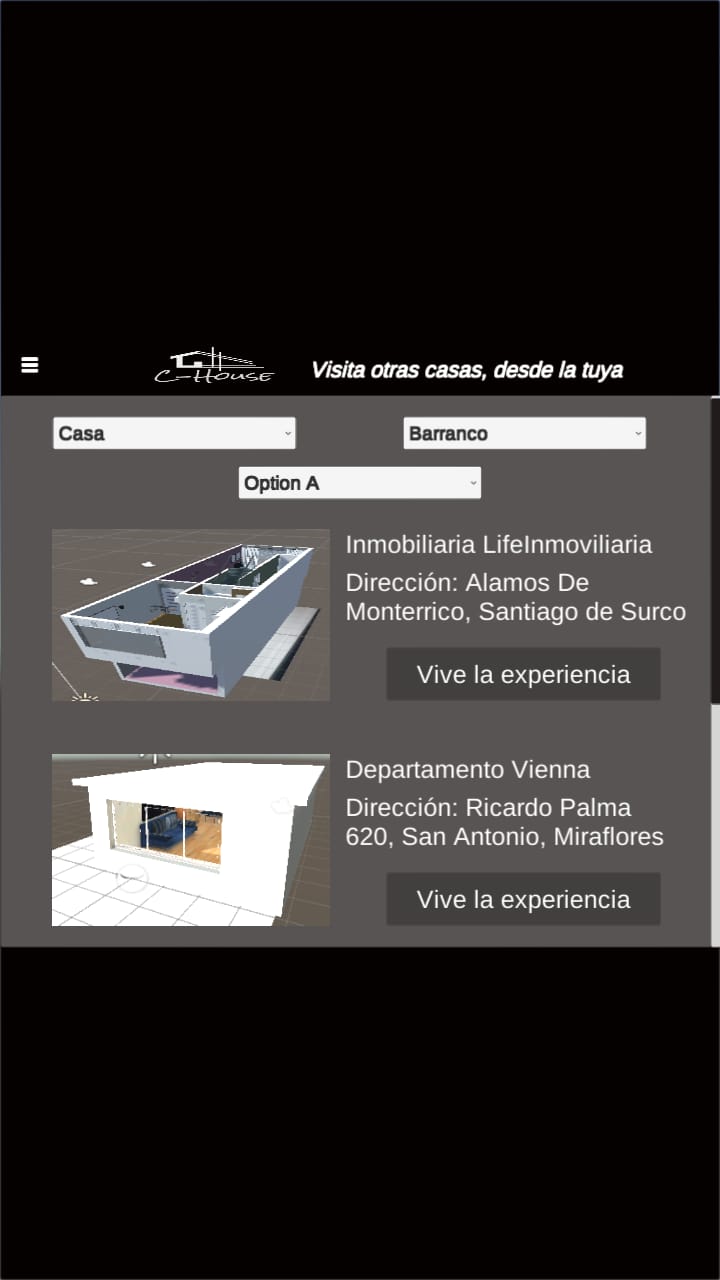 C-House
Visita otras casas, desde la tuya
Casa
Barranco
Option A
Inmobiliaria LifeInmoviliaria
Dirección: Alamos De
Monterrico, Santiago de Surco
Vive la experiencia
Departamento Vienna
Dirección: Ricardo Palma
620, San Antonio, Miraflores
Vive la experiencia